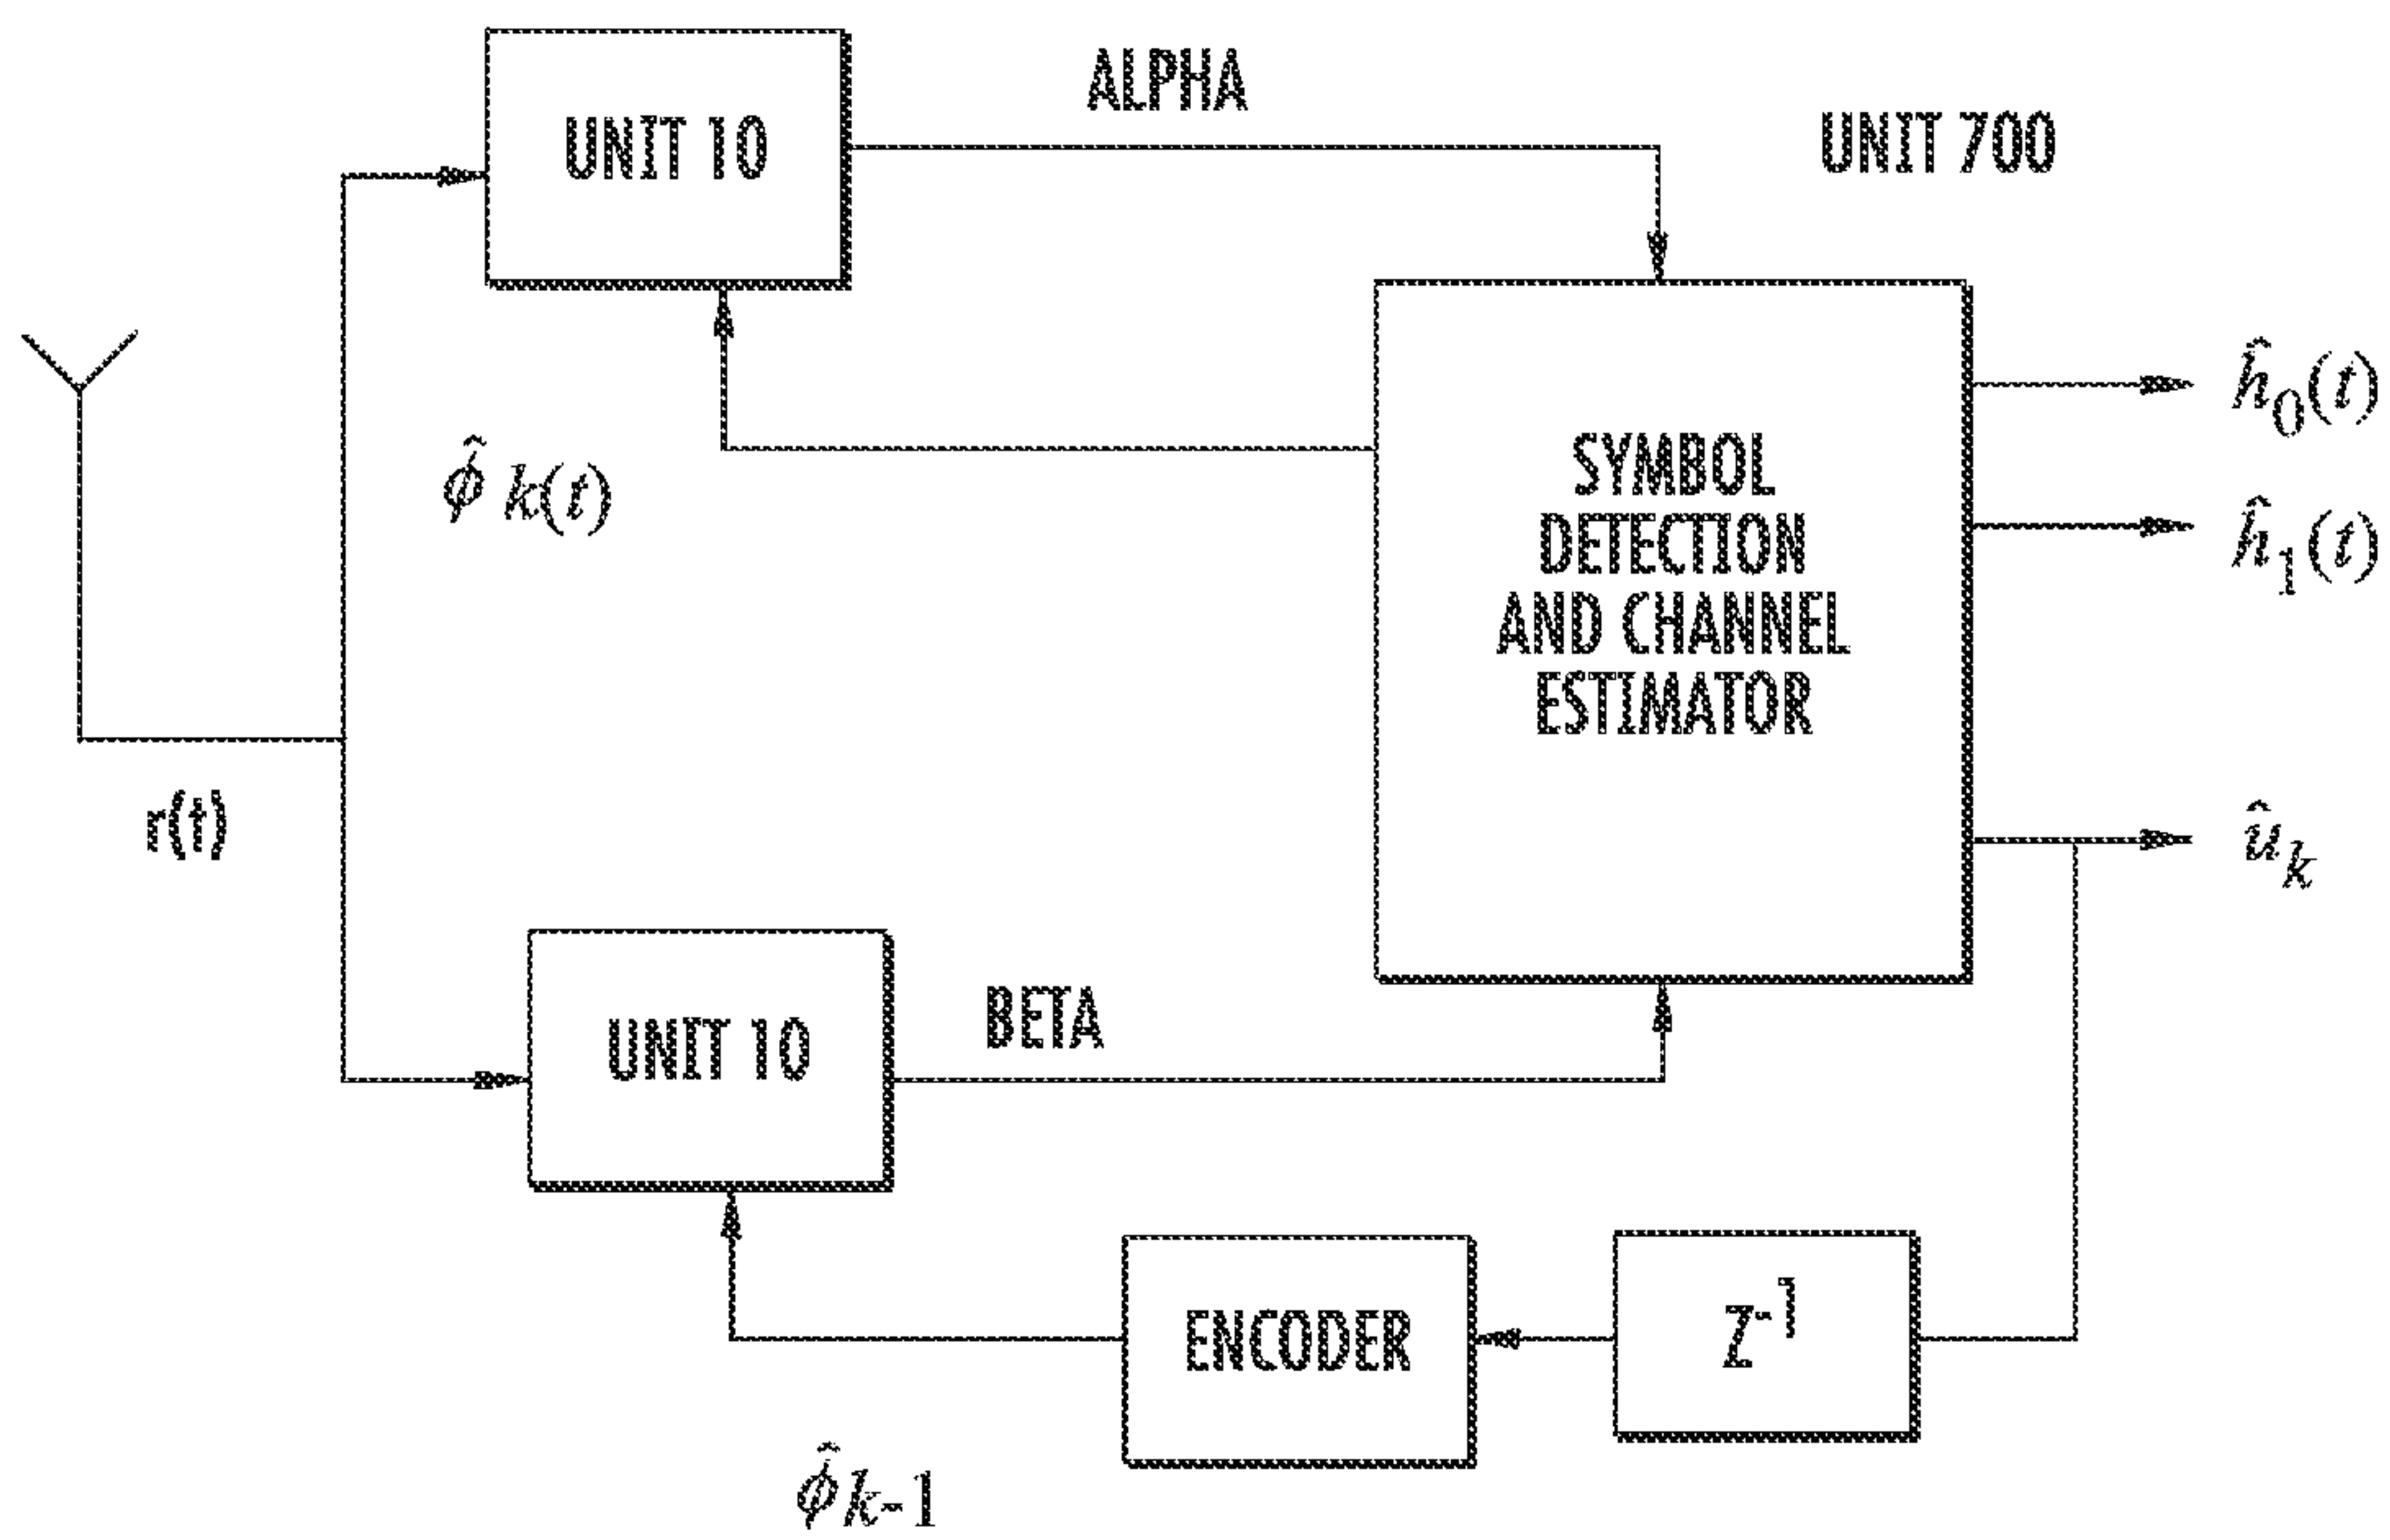 UNIT 10
ALPHA
UNIT 700
ĥ₀(t)
ϕ̂ k(t)
SYMBOL
DETECTION
AND CHANNEL
ESTIMATOR
ĥ₁(t)
r(t)
ûₖ
UNIT 10
BETA
ENCODER
Z⁻¹
ϕ̂ k-1